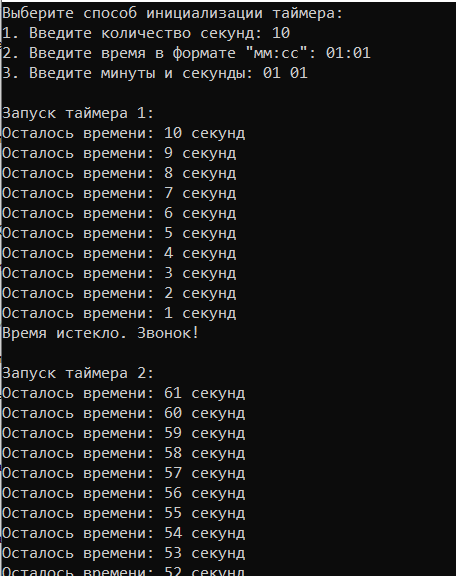 Выберите способ инициализации таймера:
1. Введите количество секунд: 10
2. Введите время в формате "мм:сс": 01:01
3. Введите минуты и секунды: 01 01
Запуск таймера 1:
Осталось времени: 10 секунд
Осталось времени: 9 секунд
Осталось времени: 8 секунд
Осталось времени: 7 секунд
Осталось времени: 6 секунд
Осталось времени: 5 секунд
Осталось времени: 4 секунд
Осталось времени: 3 секунд
Осталось времени: 2 секунд
Осталось времени: 1 секунд
Время истекло. Звонок!
Запуск таймера 2:
Осталось времени: 61 секунд
Осталось времени: 60 секунд
Осталось времени: 59 секунд
Осталось времени: 58 секунд
Осталось времени: 57 секунд
Осталось времени: 56 секунд
Осталось времени: 55 секунд
Осталось времени: 54 секунд
Осталось времени: 53 секунд
Осталось времени: 52 секунд